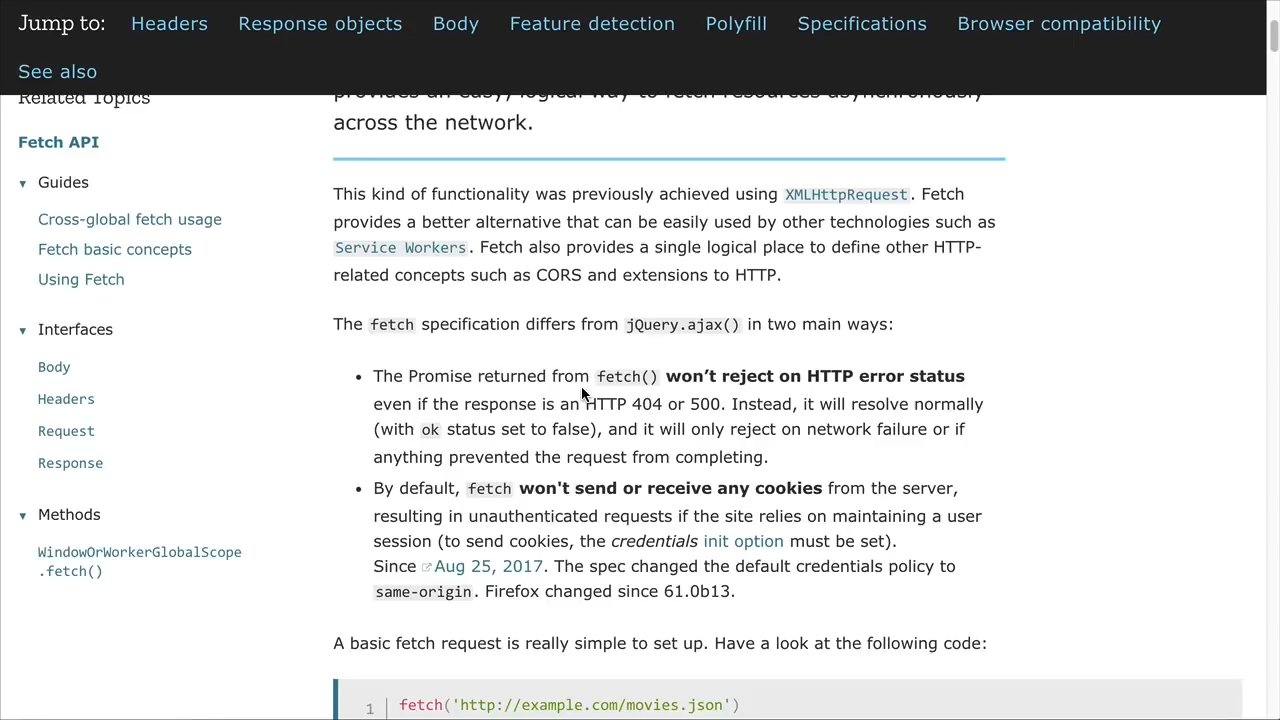 Jump to: Headers Response objects Body Feature detection Polyfill Specifications Browser compatibility
See also
Related Topics
Fetch API
Guides
Cross-global fetch usage
Fetch basic concepts
Using Fetch
Interfaces
Body
Headers
Request
Response
Methods
WindowOrWorkerGlobalScope
.fetch()
provides an easy, logical way to fetch resources asynchronously
across the network.
This kind of functionality was previously achieved using XMLHttpRequest. Fetch
provides a better alternative that can be easily used by other technologies such as
Service Workers. Fetch also provides a single logical place to define other HTTP-
related concepts such as CORS and extensions to HTTP.
The fetch specification differs from jQuery.ajax() in two main ways:
• The Promise returned from fetch() won’t reject on HTTP error status
even if the response is an HTTP 404 or 500. Instead, it will resolve normally
(with ok status set to false), and it will only reject on network failure or if
anything prevented the request from completing.
• By default, fetch won't send or receive any cookies from the server,
resulting in unauthenticated requests if the site relies on maintaining a user
session (to send cookies, the credentials init option must be set).
Since Aug 25, 2017. The spec changed the default credentials policy to
same-origin. Firefox changed since 61.0b13.
A basic fetch request is really simple to set up. Have a look at the following code:
1 fetch('http://example.com/movies.json')